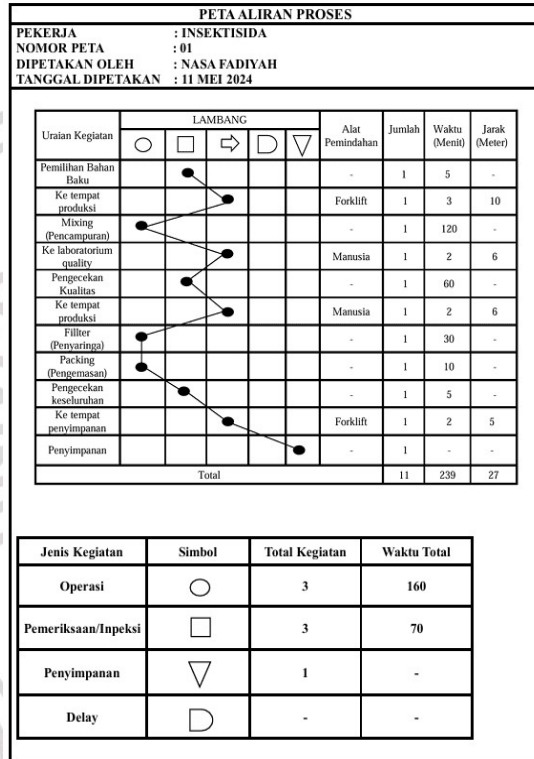 PETA ALIRAN PROSES
PEKERJA : INSEKTISIDA
NOMOR PETA : 01
DIPETAKAN OLEH : NASA FADIYAH
TANGGAL DIPETAKAN : 11 MEI 2024
Uraian Kegiatan LAMBANG Alat Pemindahan Jumlah Waktu (Menit) Jarak (Meter)
Pemilihan Bahan Baku - 1 5 -
Ke tempat produksi Forklift 1 3 10
Mixing (Pencampuran) - 1 120 -
Ke laboratorium quality Manusia 1 2 6
Pengecekan Kualitas - 1 60 -
Ke tempat produksi Manusia 1 2 6
Fillter (Penyaringa) - 1 30 -
Packing (Pengemasan) - 1 10 -
Pengecekan keseluruhan - 1 5 -
Ke tempat penyimpanan Forklift 1 2 5
Penyimpanan - 1 - -
Total 11 239 27
Jenis Kegiatan Simbol Total Kegiatan Waktu Total
Operasi 3 160
Pemeriksaan/Inpeksi 3 70
Penyimpanan 1 -
Delay - -